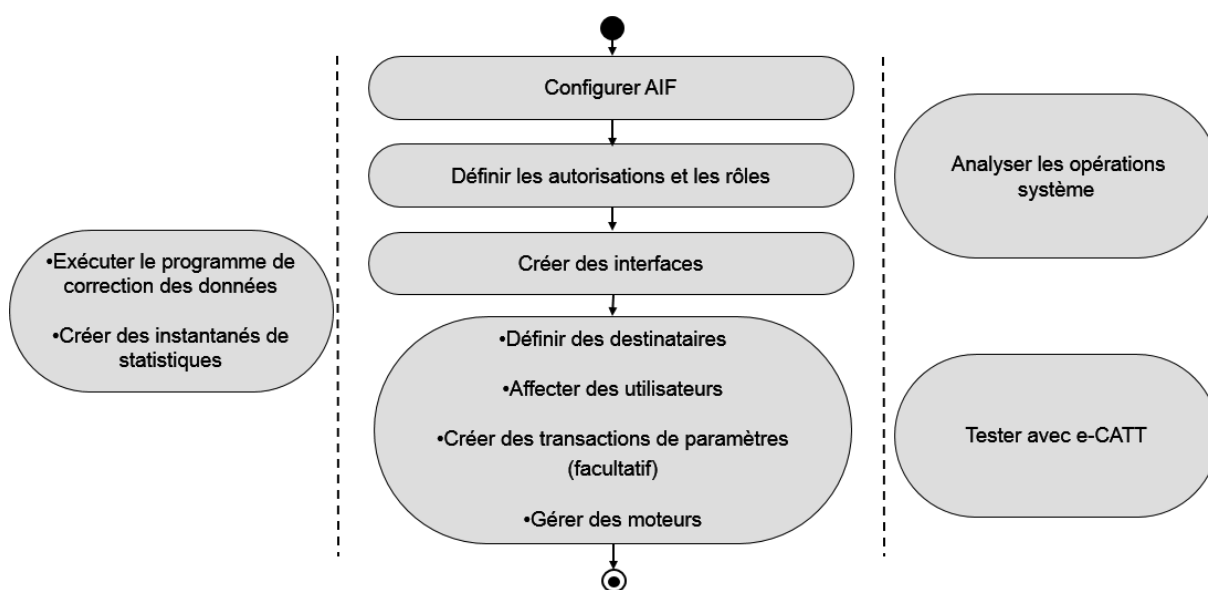 Configurer AIF
Définir les autorisations et les rôles
Créer des interfaces
•Définir des destinataires
•Affecter des utilisateurs
•Créer des transactions de paramètres
(facultatif)
•Gérer des moteurs
•Exécuter le programme de
correction des données
•Créer des instantanés de
statistiques
Analyser les opérations
système
Tester avec e-CATT